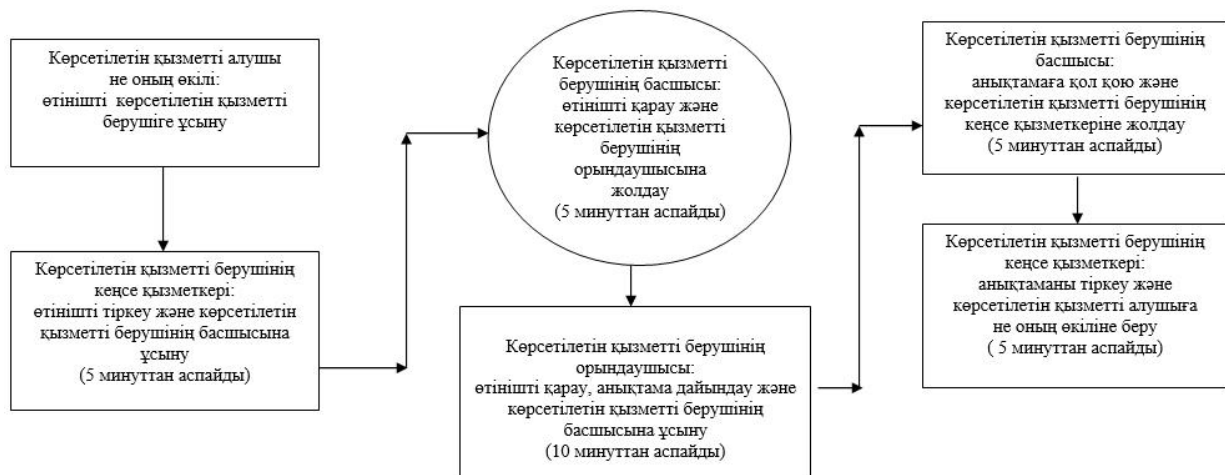 Көрсетілетін қызметті алушы
не оның өкілі:
өтінішті көрсетілетін қызметті
берушіге ұсыну
Көрсетілетін қызметті берушінің
кеңсе қызметкері:
өтінішті тіркеу және көрсетілетін
қызметті берушінің басшысына
ұсыну
(5 минуттан аспайды)
Көрсетілетін қызметті
берушінің басшысы:
өтінішті қарау және
көрсетілетін қызметті
берушінің
орындаушысына
жолдау
(5 минуттан аспайды)
Көрсетілетін қызметті берушінің
орындаушысы:
өтінішті қарау, анықтама дайындау және
көрсетілетін қызметті берушінің
басшысына ұсыну
(10 минуттан аспайды)
Көрсетілетін қызметті берушінің
басшысы:
анықтамаға қол қою және
көрсетілетін қызметті берушінің
кеңсе қызметкеріне жолдау
(5 минуттан аспайды)
Көрсетілетін қызметті берушінің
кеңсе қызметкері:
анықтаманы тіркеу және
көрсетілетін қызметті алушыға
не оның өкіліне беру
( 5 минуттан аспайды)